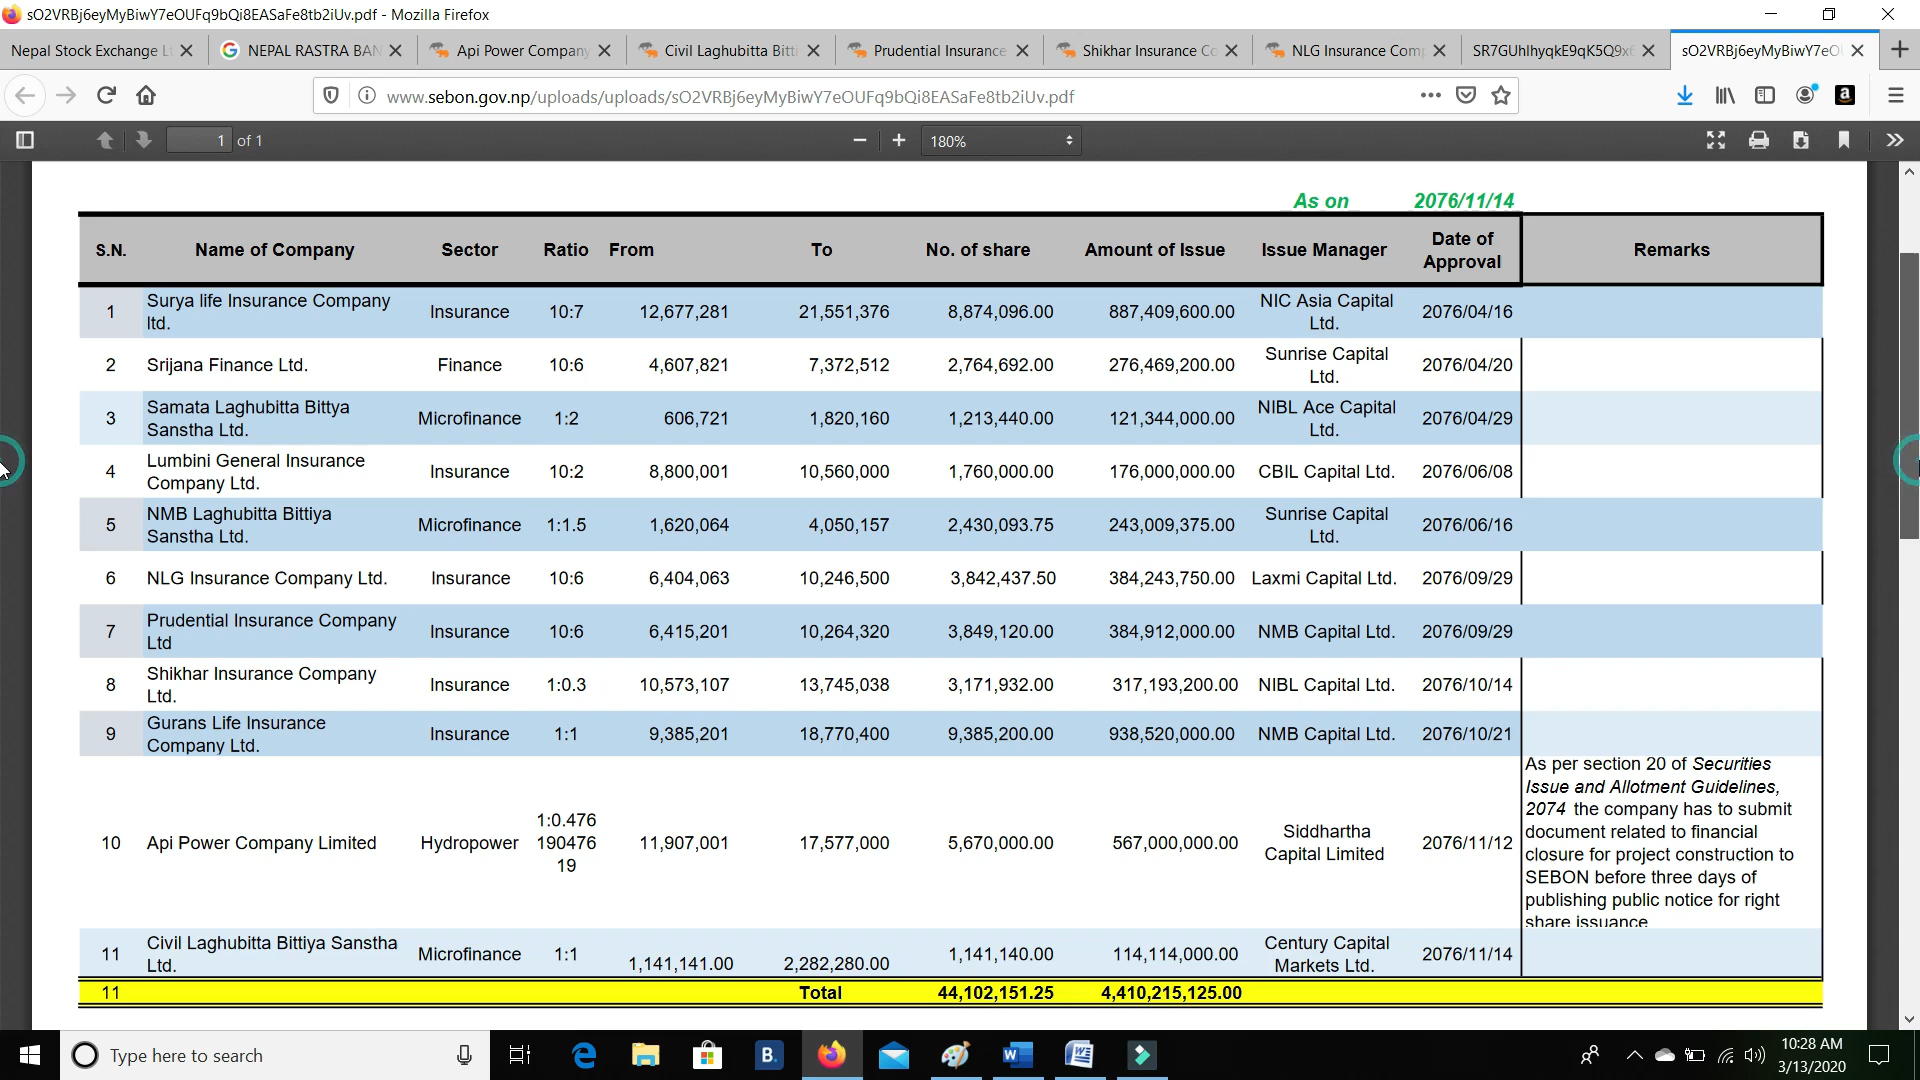 sO2VRBj6eyMyBiwY7eOUFq9bQi8EASaFe8tb2iUv.pdf - Mozilla Firefox
Nepal Stock Exchange Lt
NEPAL RASTRA BAN
Api Power Company
Civil Laghubitta Bitti
Prudential Insurance
Shikhar Insurance Co
NLG Insurance Comp
SR7GUhlhyqkE9qK5Q9x6
sO2VRBj6eyMyBiwY7eOU
www.sebon.gov.np/uploads/uploads/sO2VRBj6eyMyBiwY7eOUFq9bQi8EASaFe8tb2iUv.pdf
1 of 1
180%
As on 2076/11/14
S.N. Name of Company Sector Ratio From To No. of share Amount of Issue Issue Manager Date of Approval Remarks
1 Surya life Insurance Company ltd. Insurance 10:7 12,677,281 21,551,376 8,874,096.00 887,409,600.00 NIC Asia Capital Ltd. 2076/04/16
2 Srijana Finance Ltd. Finance 10:6 4,607,821 7,372,512 2,764,692.00 276,469,200.00 Sunrise Capital Ltd. 2076/04/20
3 Samata Laghubitta Bittya Sanstha Ltd. Microfinance 1:2 606,721 1,820,160 1,213,440.00 121,344,000.00 NIBL Ace Capital Ltd. 2076/04/29
4 Lumbini General Insurance Company Ltd. Insurance 10:2 8,800,001 10,560,000 1,760,000.00 176,000,000.00 CBIL Capital Ltd. 2076/06/08
5 NMB Laghubitta Bittiya Sanstha Ltd. Microfinance 1:1.5 1,620,064 4,050,157 2,430,093.75 243,009,375.00 Sunrise Capital Ltd. 2076/06/16
6 NLG Insurance Company Ltd. Insurance 10:6 6,404,063 10,246,500 3,842,437.50 384,243,750.00 Laxmi Capital Ltd. 2076/09/29
7 Prudential Insurance Company Ltd Insurance 10:6 6,415,201 10,264,320 3,849,120.00 384,912,000.00 NMB Capital Ltd. 2076/09/29
8 Shikhar Insurance Company Ltd. Insurance 1:0.3 10,573,107 13,745,038 3,171,932.00 317,193,200.00 NIBL Capital Ltd. 2076/10/14
9 Gurans Life Insurance Company Ltd. Insurance 1:1 9,385,201 18,770,400 9,385,200.00 938,520,000.00 NMB Capital Ltd. 2076/10/21
10 Api Power Company Limited Hydropower 1:0.476 190476 19 11,907,001 17,577,000 5,670,000.00 567,000,000.00 Siddhartha Capital Limited 2076/11/12
As per section 20 of Securities
Issue and Allotment Guidelines,
2074 the company has to submit
document related to financial
closure for project construction to
SEBON before three days of
publishing public notice for right
share issuance
11 Civil Laghubitta Bittiya Sanstha Ltd. Microfinance 1:1 1,141,141.00 2,282,280.00 1,141,140.00 114,114,000.00 Century Capital Markets Ltd. 2076/11/14
11 Total 44,102,151.25 4,410,215,125.00
Type here to search
10:28 AM
3/13/2020